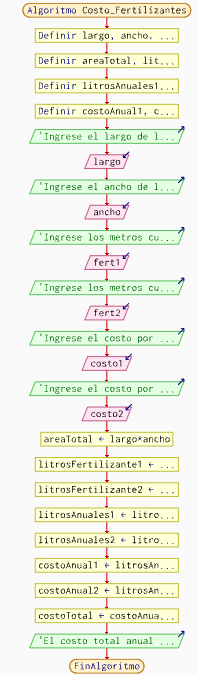 Algoritmo Costo_Fertilizantes
Definir largo, ancho, ...
Definir areaTotal, lit...
Definir litrosAnuales1...
Definir costoAnual1, c...
'Ingrese el largo de l...
largo
'Ingrese el ancho de l...
ancho
'Ingrese los metros cu...
fert1
'Ingrese los metros cu...
fert2
'Ingrese el costo por ...
costo1
'Ingrese el costo por ...
costo2
areaTotal ← largo*ancho
litrosFertilizante1 ← ...
litrosFertilizante2 ← ...
litrosAnuales1 ← litro...
litrosAnuales2 ← litro...
costoAnual1 ← litrosAn...
costoAnual2 ← litrosAn...
costoTotal ← costoAnua...
'El costo total anual ...
FinAlgoritmo